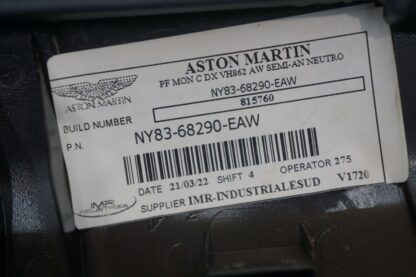 ASTON MARTIN
PF MON C DX VH862 AW SEMI-AN NEUTRO
NY83-68290-EAW
815760
ASTON MARTIN
BUILD NUMBER
P.N.
NY83-68290-EAW
DATE 21/03/22 SHIFT 4 OPERATOR 275
SUPPLIER IMR-INDUSTRIALESUD V1720
IMR